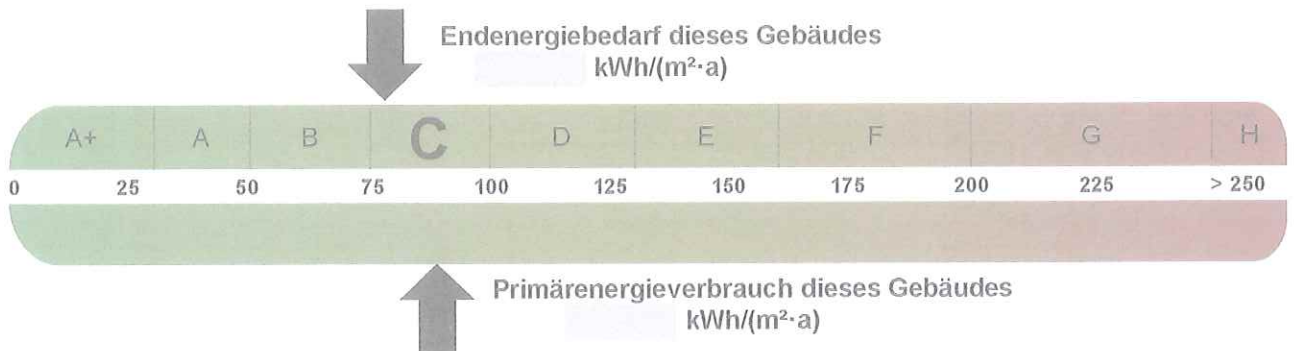 Endenergiebedarf dieses Gebäudes
kWh/(m²·a)
A+ A B C D E F G H
0 25 50 75 100 125 150 175 200 225 > 250
Primärenergieverbrauch dieses Gebäudes
kWh/(m²·a)